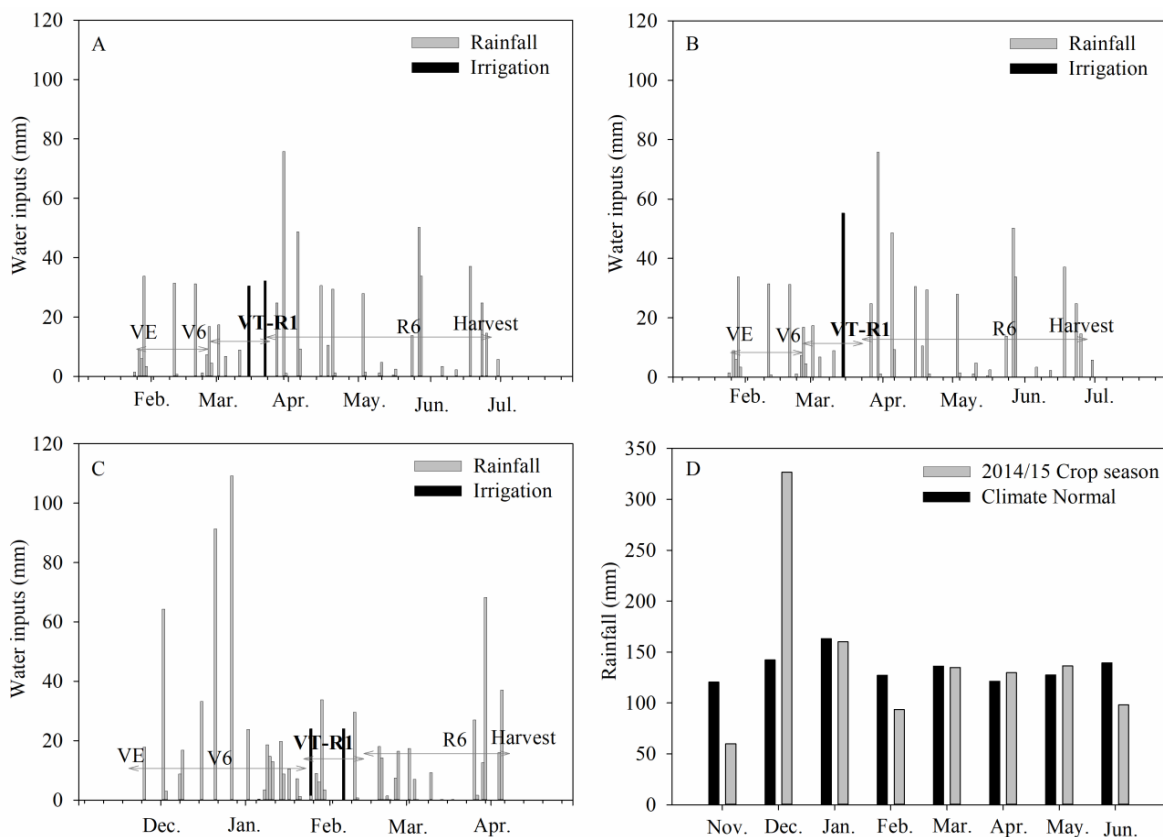 A
Rainfall
Irrigation
Water inputs (mm)
120
100
80
60
40
20
0
VE
V6
VT-R1
R6
Harvest
Feb.
Mar.
Apr.
May.
Jun.
Jul.
B
Rainfall
Irrigation
Water inputs (mm)
120
100
80
60
40
20
0
VE
V6
VT-R1
R6
Harvest
Feb.
Mar.
Apr.
May.
Jun.
Jul.
C
Rainfall
Irrigation
Water inputs (mm)
120
100
80
60
40
20
0
VE
V6
VT-R1
R6
Harvest
Dec.
Jan.
Feb.
Mar.
Apr.
D
2014/15 Crop season
Climate Normal
Rainfall (mm)
350
300
250
200
150
100
50
0
Nov.
Dec.
Jan.
Feb.
Mar.
Apr.
May.
Jun.